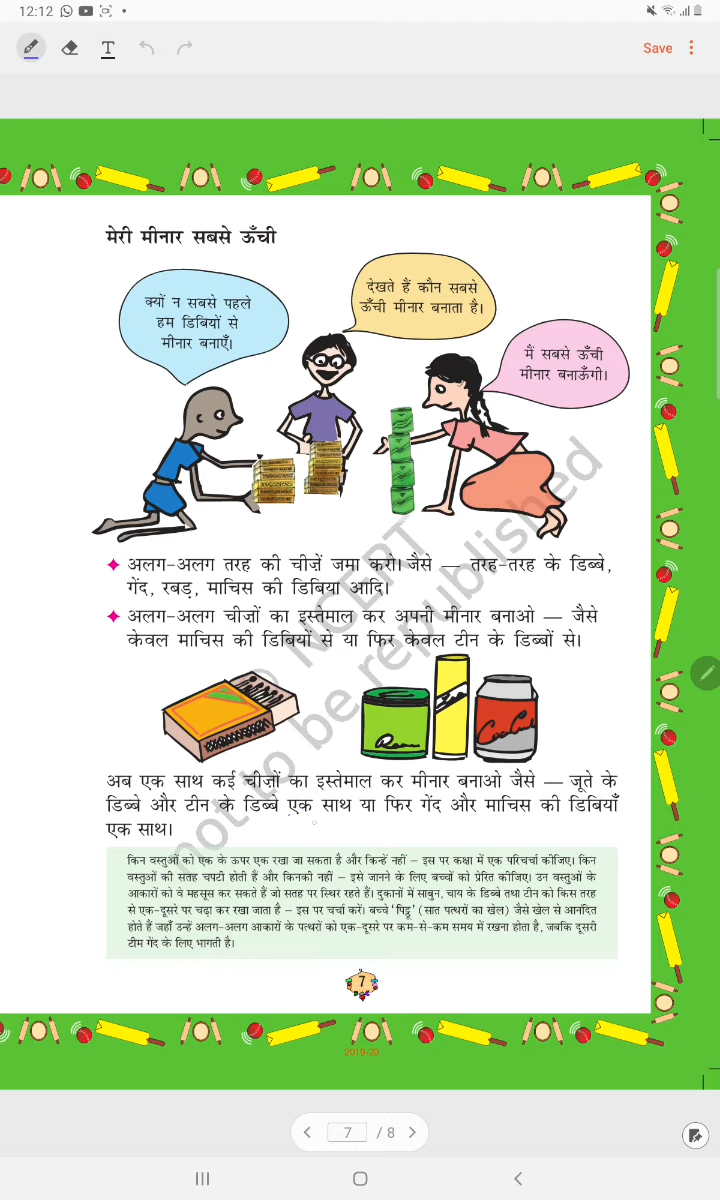 12:12
Save
मेरी मीनार सबसे ऊँची
क्यों न सबसे पहले
हम डिबियों से
मीनार बनाएँ।
देखते हैं कौन सबसे
ऊँची मीनार बनाता है।
मैं सबसे ऊँची
मीनार बनाऊँगी।
अलग-अलग तरह की चीज़ें जमा करो। जैसे — तरह-तरह के डिब्बे,
गेंद, रबड़, माचिस की डिबिया आदि।
अलग-अलग चीज़ों का इस्तेमाल कर अपनी मीनार बनाओ — जैसे
केवल माचिस की डिबियों से या फिर केवल टीन के डिब्बों से।
अब एक साथ कई चीज़ों का इस्तेमाल कर मीनार बनाओ जैसे — जूते के
डिब्बे और टीन के डिब्बे एक साथ या फिर गेंद और माचिस की डिबियाँ
एक साथ।
किन वस्तुओं को एक के ऊपर एक रखा जा सकता है और किन्हें नहीं – इस पर कक्षा में एक परिचर्चा कीजिए। किन
वस्तुओं की सतह चपटी होती हैं और किनकी नहीं – इसे जानने के लिए बच्चों को प्रेरित कीजिए। उन वस्तुओं के
आकारों को वे महसूस कर सकते हैं जो सतह पर स्थिर रहते हैं। दुकानों में साबुन, चाय के डिब्बे तथा टीन को किस तरह
से एक-दूसरे पर चढ़ा कर रखा जाता है – इस पर चर्चा करें। बच्चे 'पिट्ठू' (सात पत्थरों का खेल) जैसे खेल से आनंदित
होते हैं जहाँ उन्हें अलग-अलग आकारों के पत्थरों को एक-दूसरे पर कम-से-कम समय में रखना होता है, जबकि दूसरी
टीम गेंद के लिए भागती है।
© NCERT
not to be republished
7
2019-20
7 / 8